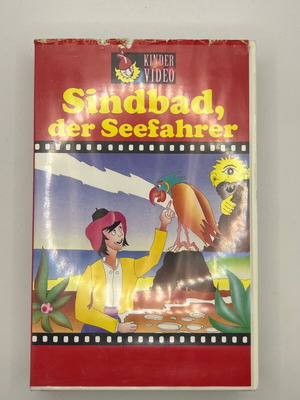 KINDER
VIDEO
Sindbad,
der Seefahrer